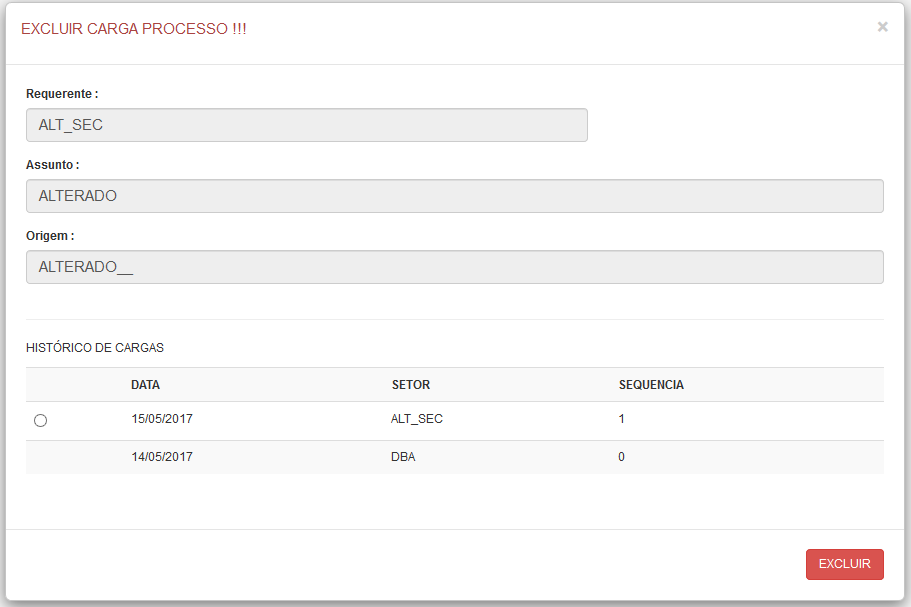 EXCLUIR CARGA PROCESSO !!!
×
Requerente :
ALT_SEC
Assunto :
ALTERADO
Origem :
ALTERADO__
HISTÓRICO DE CARGAS
DATA SETOR SEQUENCIA
15/05/2017 ALT_SEC 1
14/05/2017 DBA 0
EXCLUIR